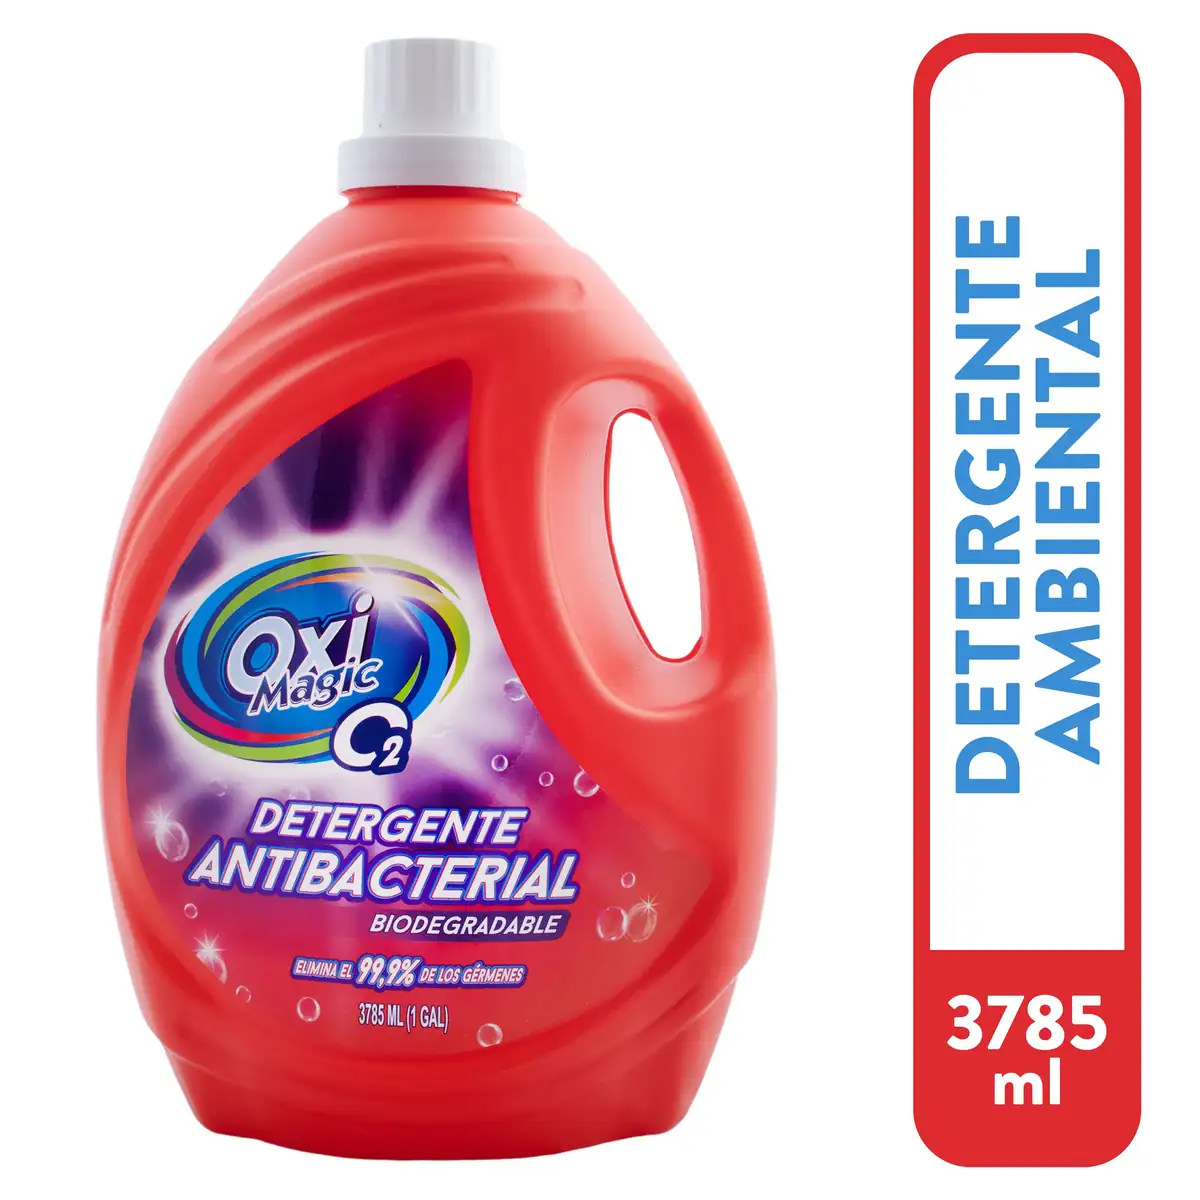 Oxi
Magic
O2
DETERGENTE
ANTIBACTERIAL
BIODEGRADABLE
ELIMINA EL 99,9% DE LOS GÉRMENES
3785 ML (1 GAL)
DETERGENTE
AMBIENTAL
3785
ml